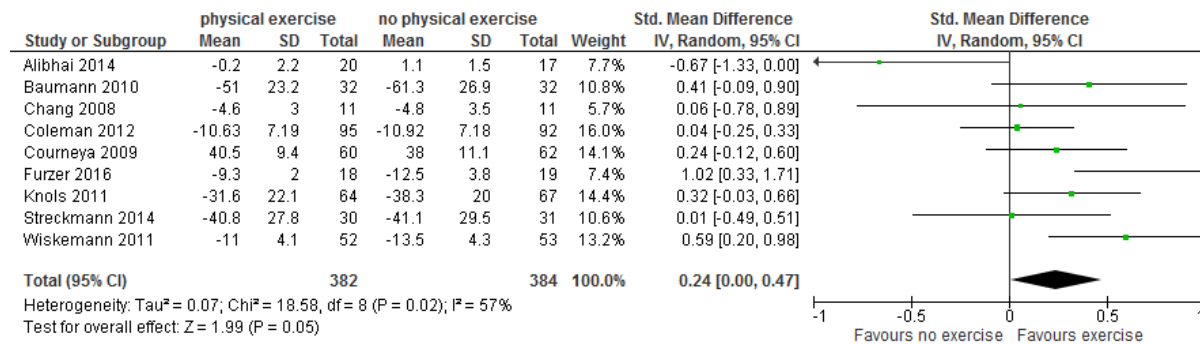 physical exercise no physical exercise Std. Mean Difference Std. Mean Difference
Study or Subgroup Mean SD Total Mean SD Total Weight IV, Random, 95% CI IV, Random, 95% CI
Alibhai 2014 -0.2 2.2 20 1.1 1.5 17 7.7% -0.67 [-1.33, 0.00]
Baumann 2010 -51 23.2 32 -61.3 26.9 32 10.8% 0.41 [-0.09, 0.90]
Chang 2008 -4.6 3 11 -4.8 3.5 11 5.7% 0.06 [-0.78, 0.89]
Coleman 2012 -10.63 7.19 95 -10.92 7.18 92 16.0% 0.04 [-0.25, 0.33]
Courneya 2009 40.5 9.4 60 38 11.1 62 14.1% 0.24 [-0.12, 0.60]
Furzer 2016 -9.3 2 18 -12.5 3.8 19 7.4% 1.02 [0.33, 1.71]
Knols 2011 -31.6 22.1 64 -38.3 20 67 14.4% 0.32 [-0.03, 0.66]
Streckmann 2014 -40.8 27.8 30 -41.1 29.5 31 10.6% 0.01 [-0.49, 0.51]
Wiskemann 2011 -11 4.1 52 -13.5 4.3 53 13.2% 0.59 [0.20, 0.98]
Total (95% CI) 382 384 100.0% 0.24 [0.00, 0.47]
Heterogeneity: Tau² = 0.07; Chi² = 18.58, df = 8 (P = 0.02); I² = 57%
Test for overall effect: Z = 1.99 (P = 0.05)
-1 -0.5 0 0.5 1
Favours no exercise Favours exercise